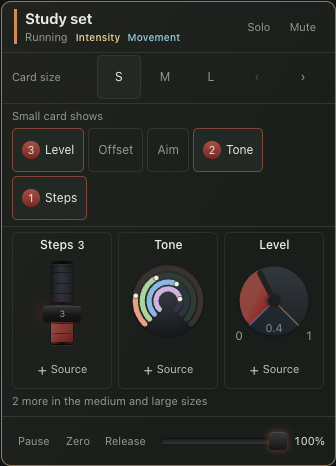 Study set
Running Intensity Movement
Solo Mute
Card size S M L ‹ ›
Small card shows
3 Level Offset Aim 2 Tone
1 Steps
Steps 3 Tone Level
3
0.4
0 1
+ Source + Source + Source
2 more in the medium and large sizes
Pause Zero Release 100%